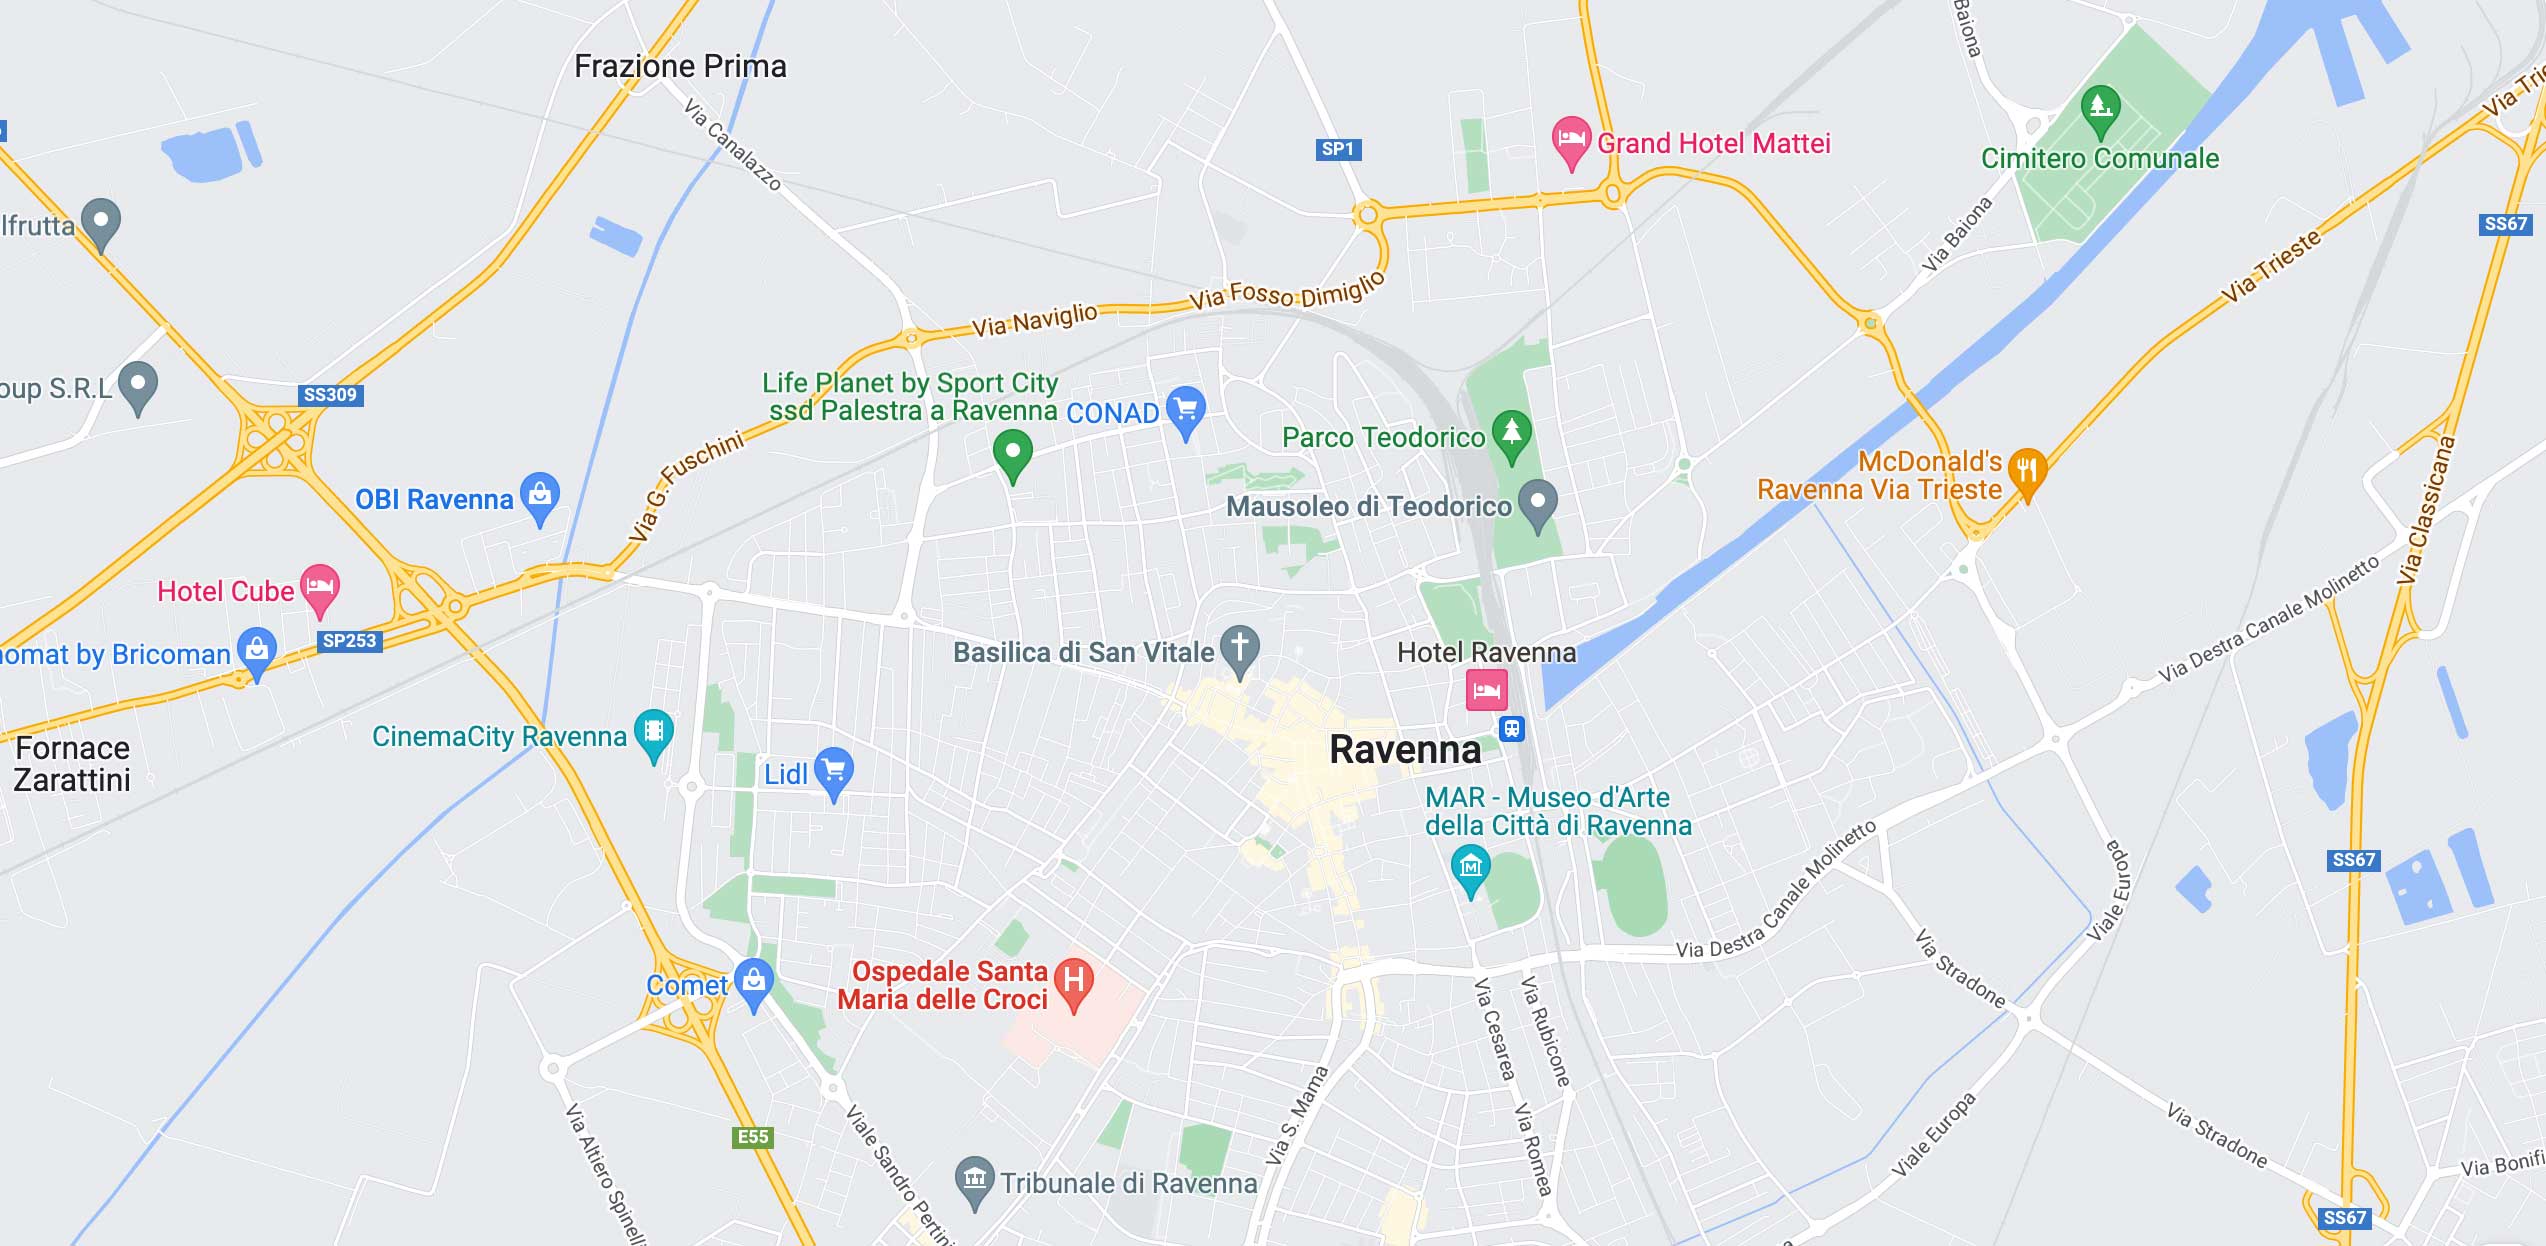 Frazione Prima
Via Canalazzo
Baiona
Via Trie
SP1
Grand Hotel Mattei
Cimitero Comunale
lfrutta
SS67
Via Baiona
Via Trieste
Via Fosso Dimiglio
Via Naviglio
oup S.R.L
SS309
Life Planet by Sport City
ssd Palestra a Ravenna
CONAD
Parco Teodorico
Via G. Fuschini
OBI Ravenna
Mausoleo di Teodorico
McDonald's
Ravenna Via Trieste
Via Classicana
Hotel Cube
SP253
nomat by Bricoman
Basilica di San Vitale
Hotel Ravenna
Via Destra Canale Molinetto
CinemaCity Ravenna
Fornace
Zarattini
Ravenna
Lidl
MAR - Museo d'Arte
della Città di Ravenna
Via Destra Canale Molinetto
Viale Europa
SS67
Via Stradone
Comet
Ospedale Santa
Maria delle Croci
H
M
Via Cesarea
Via Rubicone
E55
Via S. Mama
Via Romea
Viale Europa
Via Stradone
Via Altiero Spinelli
Viale Sandro Pertini
Tribunale di Ravenna
Via Bonifi
SS67